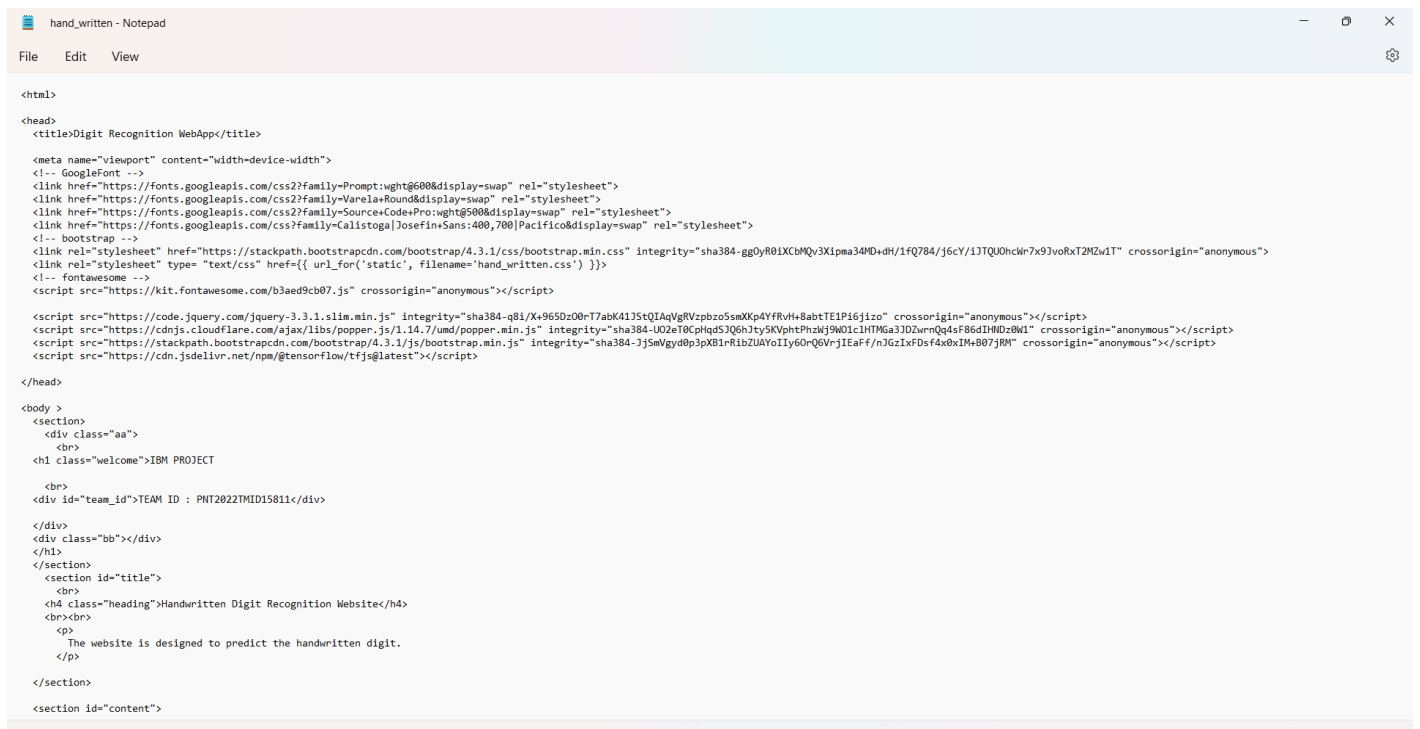 hand_written - Notepad
File Edit View
<html>
<head>
<title>Digit Recognition WebApp</title>
<meta name="viewport" content="width=device-width">
<!-- GoogleFont -->
<link href="https://fonts.googleapis.com/css2?family=Prompt:wght@600&display=swap" rel="stylesheet">
<link href="https://fonts.googleapis.com/css2?family=Varela+Round&display=swap" rel="stylesheet">
<link href="https://fonts.googleapis.com/css2?family=Source+Code+Pro:wght@500&display=swap" rel="stylesheet">
<link href="https://fonts.googleapis.com/css?family=Calistoga|Josefin+Sans:400,700|Pacifico&display=swap" rel="stylesheet">
<!-- bootstrap -->
<link rel="stylesheet" href="https://stackpath.bootstrapcdn.com/bootstrap/4.3.1/css/bootstrap.min.css" integrity="sha384-ggOyR0iXCbMQv3Xipma34MD+dH/1fQ784/j6cY/iJTQUOhcWr7x9JvoRxT2MZw1T" crossorigin="anonymous">
<link rel="stylesheet" type= "text/css" href={{ url_for('static', filename='hand_written.css') }}>
<!-- fontawesome -->
<script src="https://kit.fontawesome.com/b3aed9cb07.js" crossorigin="anonymous"></script>
<script src="https://code.jquery.com/jquery-3.3.1.slim.min.js" integrity="sha384-q8i/X+965DzO0rT7abK41JStQIAqVgRVzpbzo5smXKp4YfRvH+8abtTE1Pi6jizo" crossorigin="anonymous"></script>
<script src="https://cdnjs.cloudflare.com/ajax/libs/popper.js/1.14.7/umd/popper.min.js" integrity="sha384-UO2eT0CpHqdSJQ6hJty5KVphtPhzWj9WO1clHTMGa3JDZwrnQq4sF86dIHNDz0W1" crossorigin="anonymous"></script>
<script src="https://stackpath.bootstrapcdn.com/bootstrap/4.3.1/js/bootstrap.min.js" integrity="sha384-JjSmVgyd0p3pXB1rRibZUAYoIIy6OrQ6VrjIEaFf/nJGzIxFDsf4x0xIM+B07jRM" crossorigin="anonymous"></script>
<script src="https://cdn.jsdelivr.net/npm/@tensorflow/tfjs@latest"></script>
</head>
<body >
<section>
<div class="aa">
<br>
<h1 class="welcome">IBM PROJECT
<br>
<div id="team_id">TEAM ID : PNT2022TMID15811</div>
</div>
<div class="bb"></div>
</h1>
</section>
<section id="title">
<br>
<h4 class="heading">Handwritten Digit Recognition Website</h4>
<br><br>
<p>
The website is designed to predict the handwritten digit.
</p>
</section>
<section id="content">